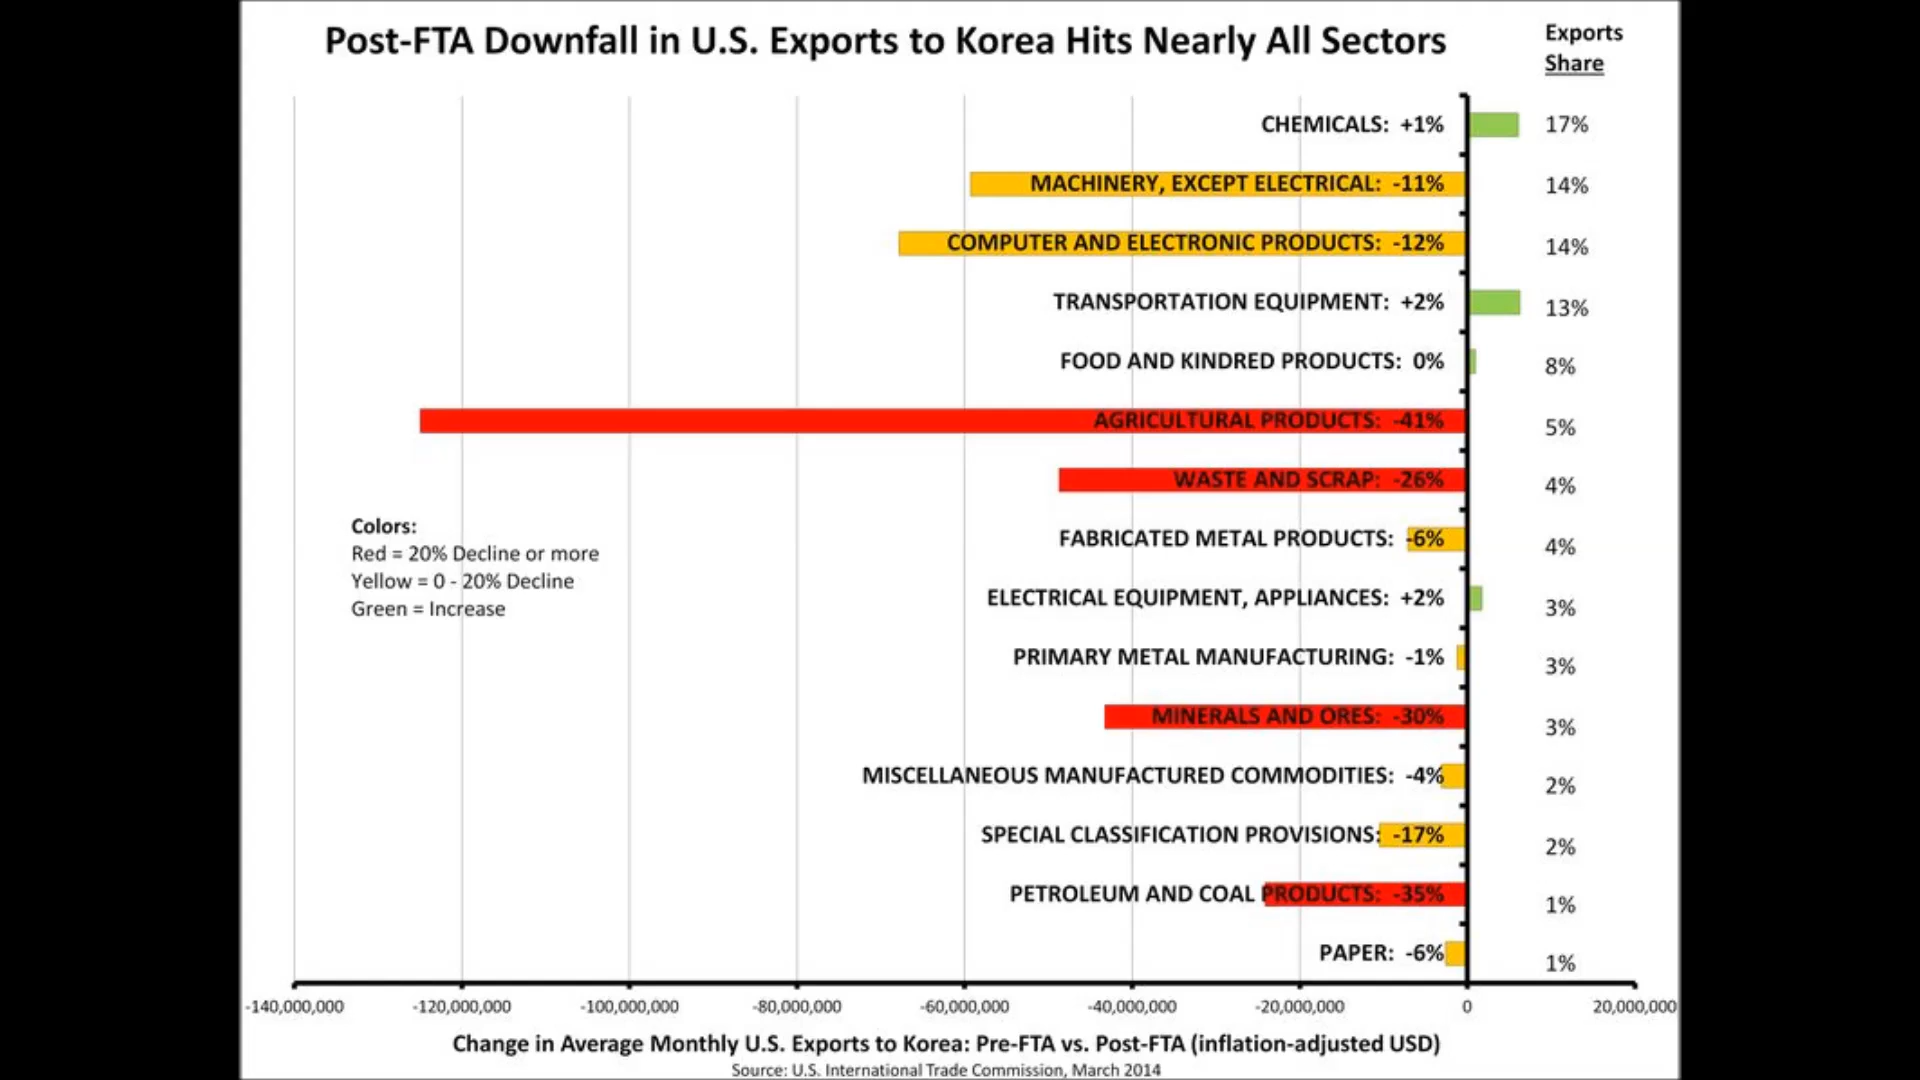 Post-FTA Downfall in U.S. Exports to Korea Hits Nearly All Sectors
Exports
Share
CHEMICALS: +1% 17%
MACHINERY, EXCEPT ELECTRICAL: -11% 14%
COMPUTER AND ELECTRONIC PRODUCTS: -12% 14%
TRANSPORTATION EQUIPMENT: +2% 13%
FOOD AND KINDRED PRODUCTS: 0% 8%
AGRICULTURAL PRODUCTS: -41% 5%
WASTE AND SCRAP: -26% 4%
Colors:
Red = 20% Decline or more
Yellow = 0 - 20% Decline
Green = Increase
FABRICATED METAL PRODUCTS: -6% 4%
ELECTRICAL EQUIPMENT, APPLIANCES: +2% 3%
PRIMARY METAL MANUFACTURING: -1% 3%
MINERALS AND ORES: -30% 3%
MISCELLANEOUS MANUFACTURED COMMODITIES: -4% 2%
SPECIAL CLASSIFICATION PROVISIONS: -17% 2%
PETROLEUM AND COAL PRODUCTS: -35% 1%
PAPER: -6% 1%
-140,000,000 -120,000,000 -100,000,000 -80,000,000 -60,000,000 -40,000,000 -20,000,000 0 20,000,000
Change in Average Monthly U.S. Exports to Korea: Pre-FTA vs. Post-FTA (inflation-adjusted USD)
Source: U.S. International Trade Commission, March 2014